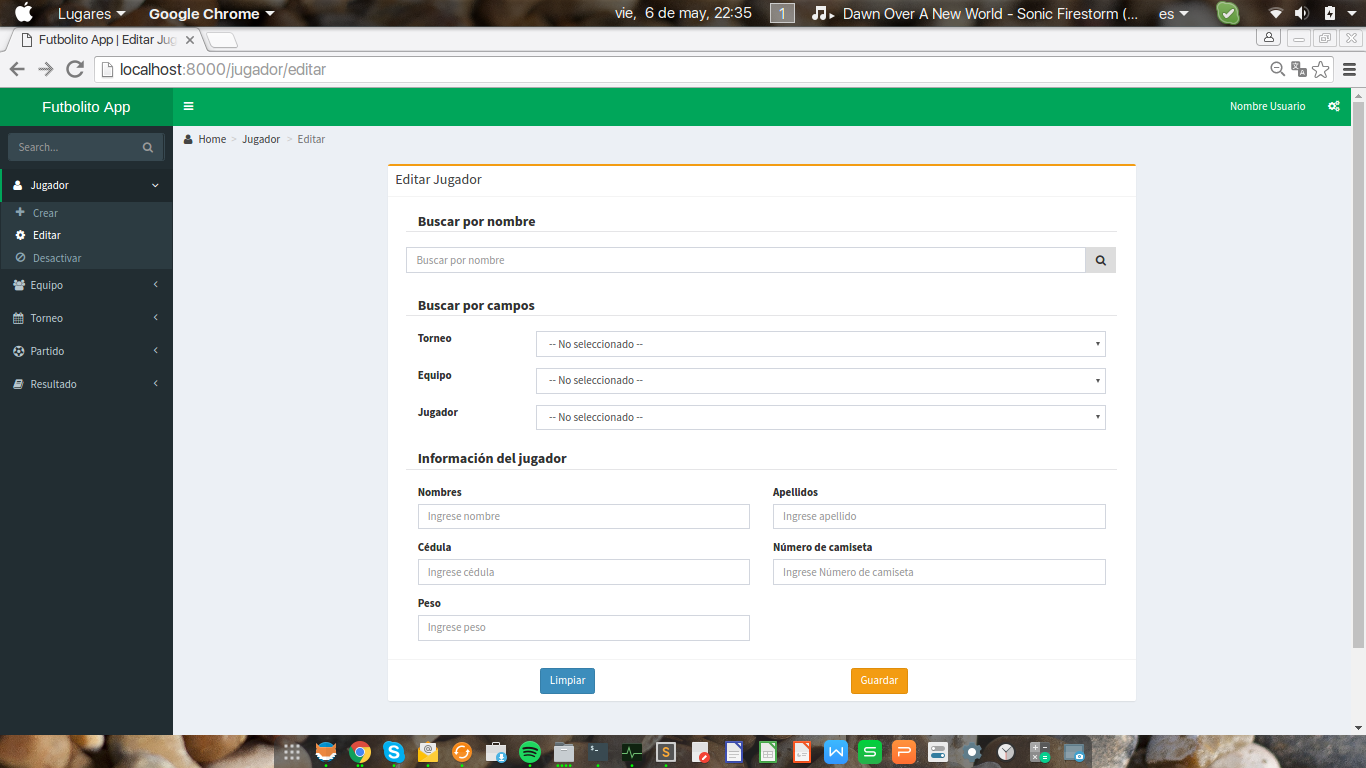 Lugares Google Chrome vie, 6 de may, 22:35 1 Dawn Over A New World - Sonic Firestorm (... es
Futbolito App | Editar Jug
localhost:8000/jugador/editar
Futbolito App Nombre Usuario
Home > Jugador > Editar
Search...
Jugador
Crear
Editar
Desactivar
Equipo
Torneo
Partido
Resultado
Editar Jugador
Buscar por nombre
Buscar por nombre
Buscar por campos
Torneo -- No seleccionado --
Equipo -- No seleccionado --
Jugador -- No seleccionado --
Información del jugador
Nombres Apellidos
Ingrese nombre Ingrese apellido
Cédula Número de camiseta
Ingrese cédula Ingrese Número de camiseta
Peso
Ingrese peso
Limpiar Guardar